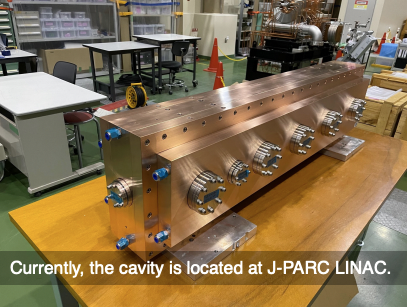 Currently, the cavity is located at J-PARC LINAC.